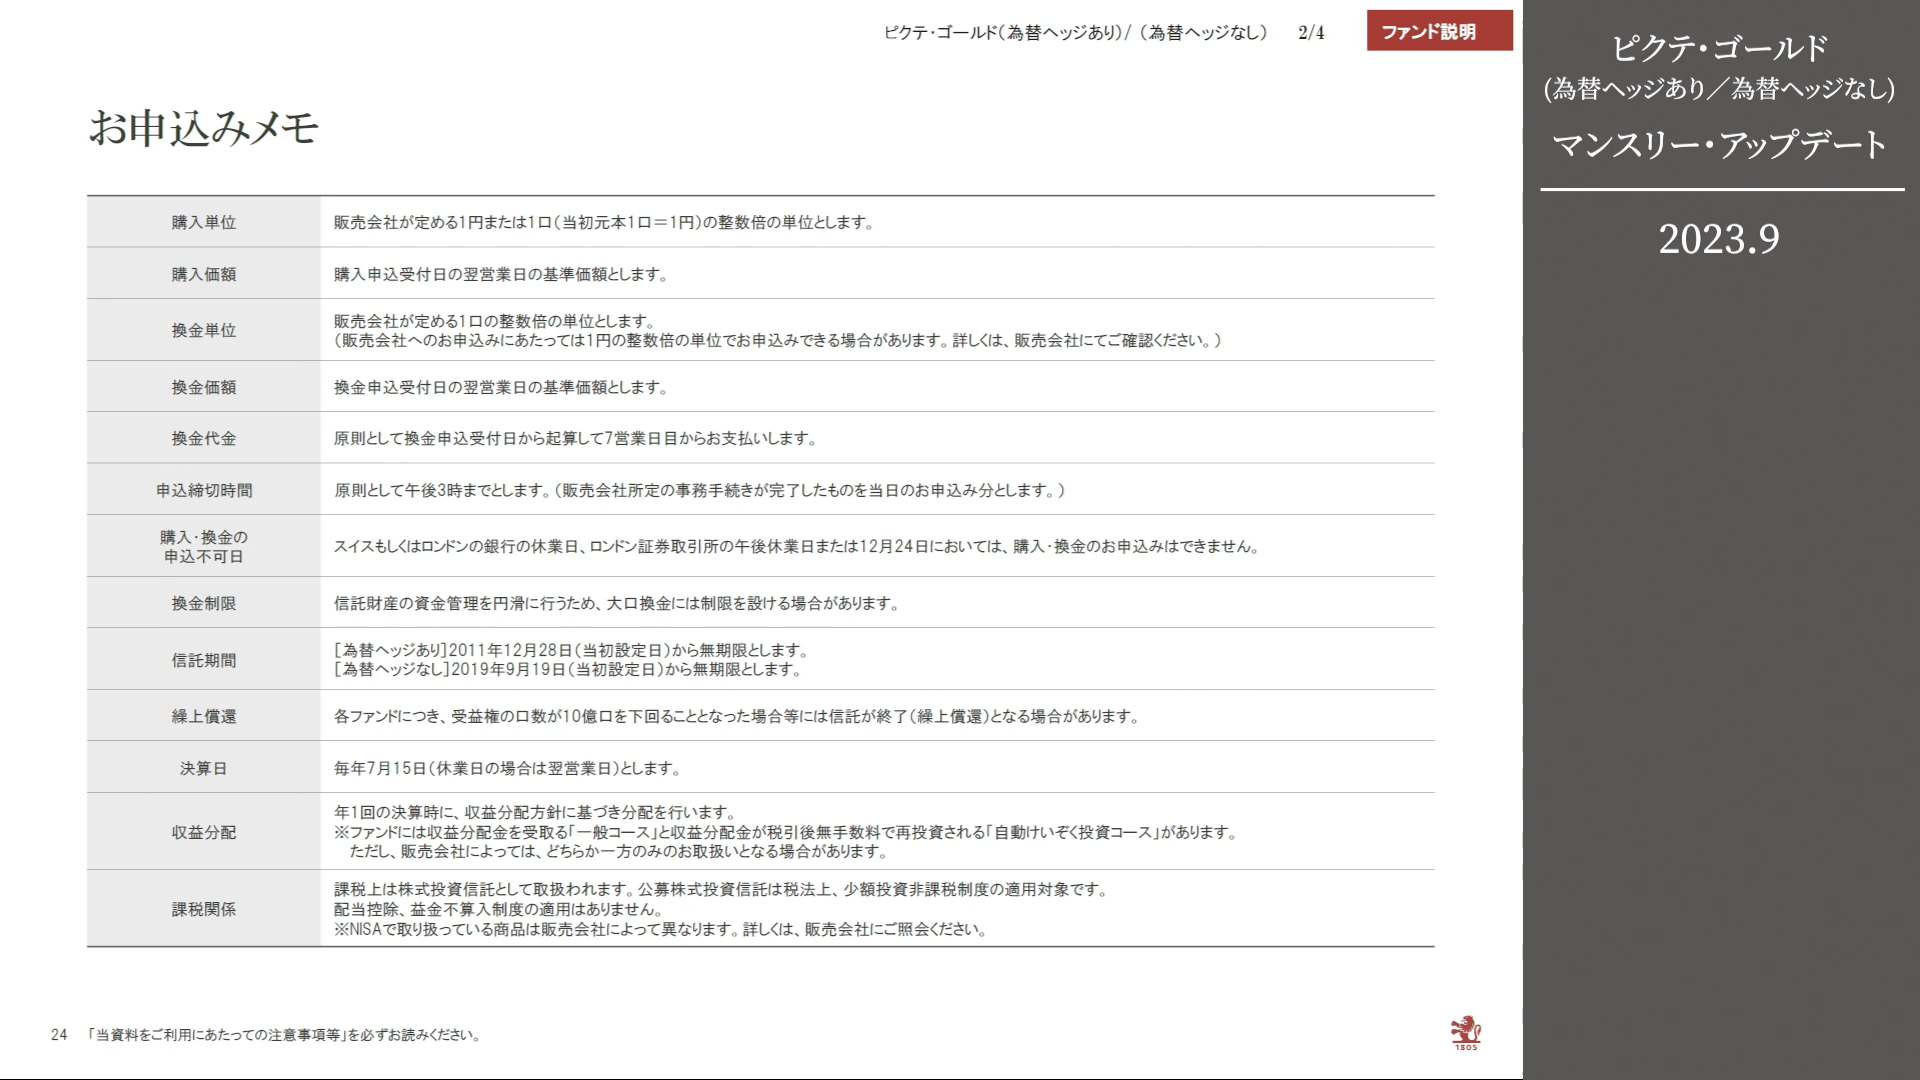 ピクテ・ゴールド(為替ヘッジあり)/(為替ヘッジなし) 2/4
ファンド説明
お申込みメモ
購入単位 販売会社が定める1円または1口(当初元本1口=1円)の整数倍の単位とします。
購入価額 購入申込受付日の翌営業日の基準価額とします。
換金単位 販売会社が定める1口の整数倍の単位とします。
(販売会社へのお申込みにあたっては1円の整数倍の単位でお申込みできる場合があります。詳しくは、販売会社にてご確認ください。)
換金価額 換金申込受付日の翌営業日の基準価額とします。
換金代金 原則として換金申込受付日から起算して7営業日目からお支払いします。
申込締切時間 原則として午後3時までとします。(販売会社所定の事務手続きが完了したものを当日のお申込み分とします。)
購入・換金の
申込不可日
スイスもしくはロンドンの銀行の休業日、ロンドン証券取引所の午後休業日または12月24日においては、購入・換金のお申込みはできません。
換金制限 信託財産の資金管理を円滑に行うため、大口換金には制限を設ける場合があります。
信託期間 [為替ヘッジあり]2011年12月28日(当初設定日)から無期限とします。
[為替ヘッジなし]2019年9月19日(当初設定日)から無期限とします。
繰上償還 各ファンドにつき、受益権の口数が10億口を下回ることとなった場合等には信託が終了(繰上償還)となる場合があります。
決算日 毎年7月15日(休業日の場合は翌営業日)とします。
収益分配 年1回の決算時に、収益分配方針に基づき分配を行います。
※ファンドには収益分配金を受取る「一般コース」と収益分配金が税引後無手数料で再投資される「自動けいぞく投資コース」があります。
ただし、販売会社によっては、どちらか一方のみのお取扱いとなる場合があります。
課税関係 課税上は株式投資信託として取扱われます。公募株式投資信託は税法上、少額投資非課税制度の適用対象です。
配当控除、益金不算入制度の適用はありません。
※NISAで取り扱っている商品は販売会社によって異なります。詳しくは、販売会社にご照会ください。
24 「当資料をご利用にあたっての注意事項等」を必ずお読みください。
1805
ピクテ・ゴールド
(為替ヘッジあり/為替ヘッジなし)
マンスリー・アップデート
2023.9